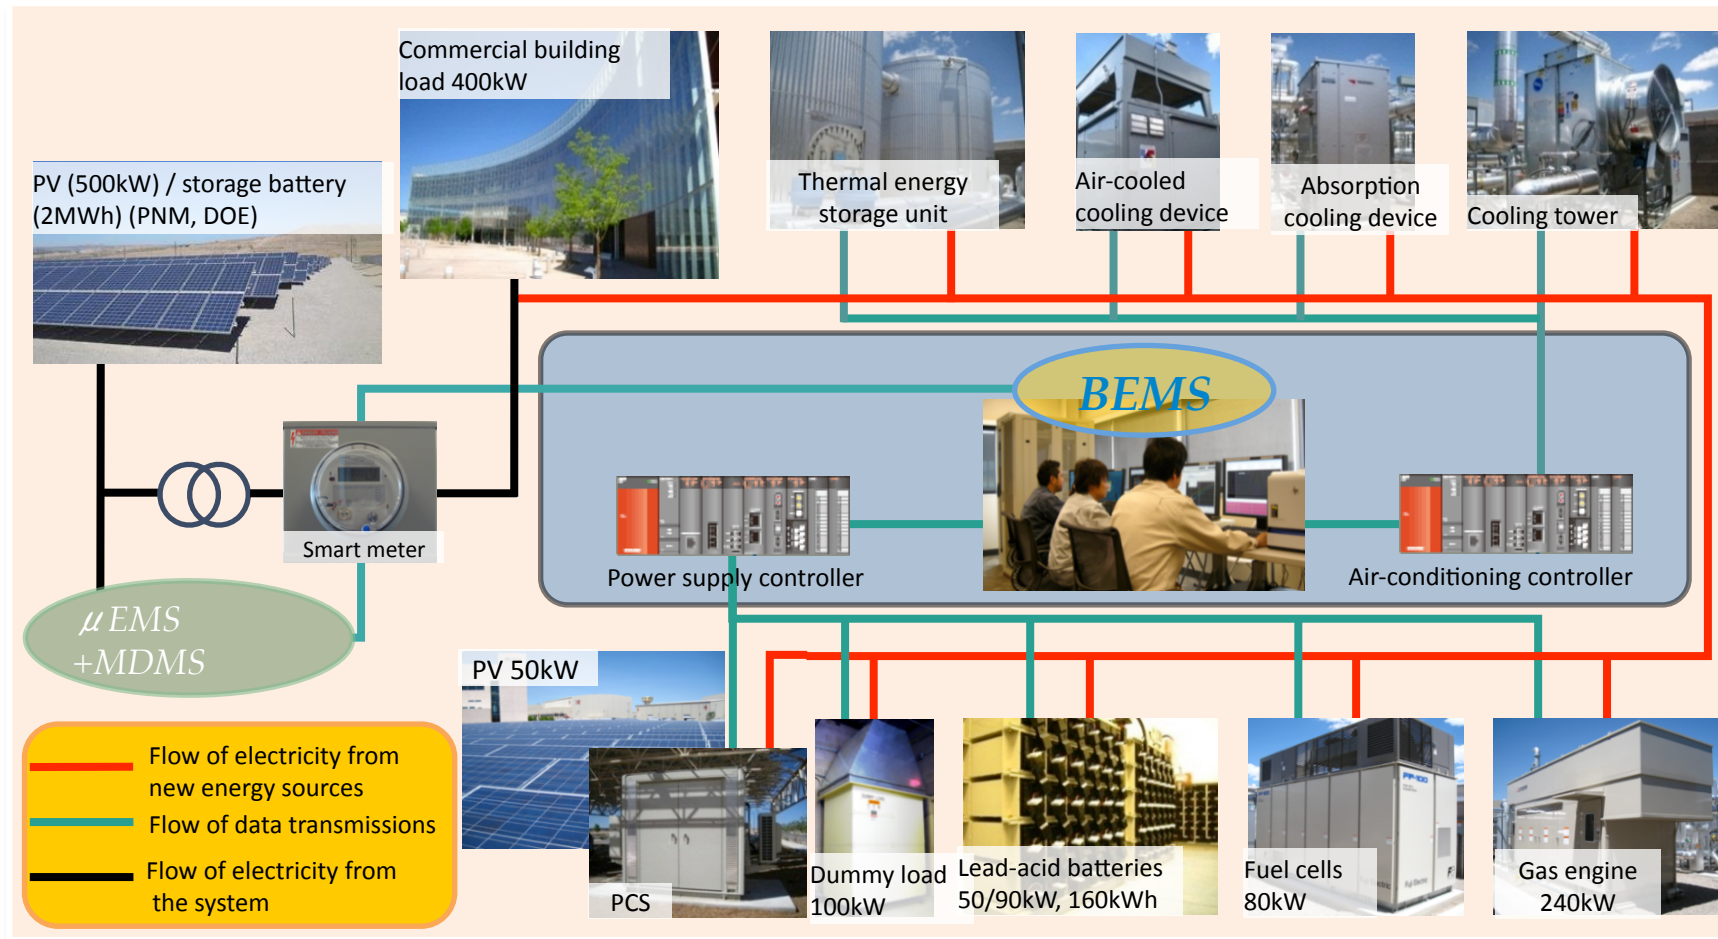 Commercial building
load 400kW
PV (500kW) / storage battery
(2MWh) (PNM, DOE)
Thermal energy
storage unit
Air-cooled
cooling device
Absorption
cooling device
Cooling tower
BEMS
Smart meter
Power supply controller
Air-conditioning controller
μEMS
+MDMS
PV 50kW
PCS
Dummy load
100kW
Lead-acid batteries
50/90kW, 160kWh
Fuel cells
80kW
Gas engine
240kW
Flow of electricity from
new energy sources
Flow of data transmissions
Flow of electricity from
the system